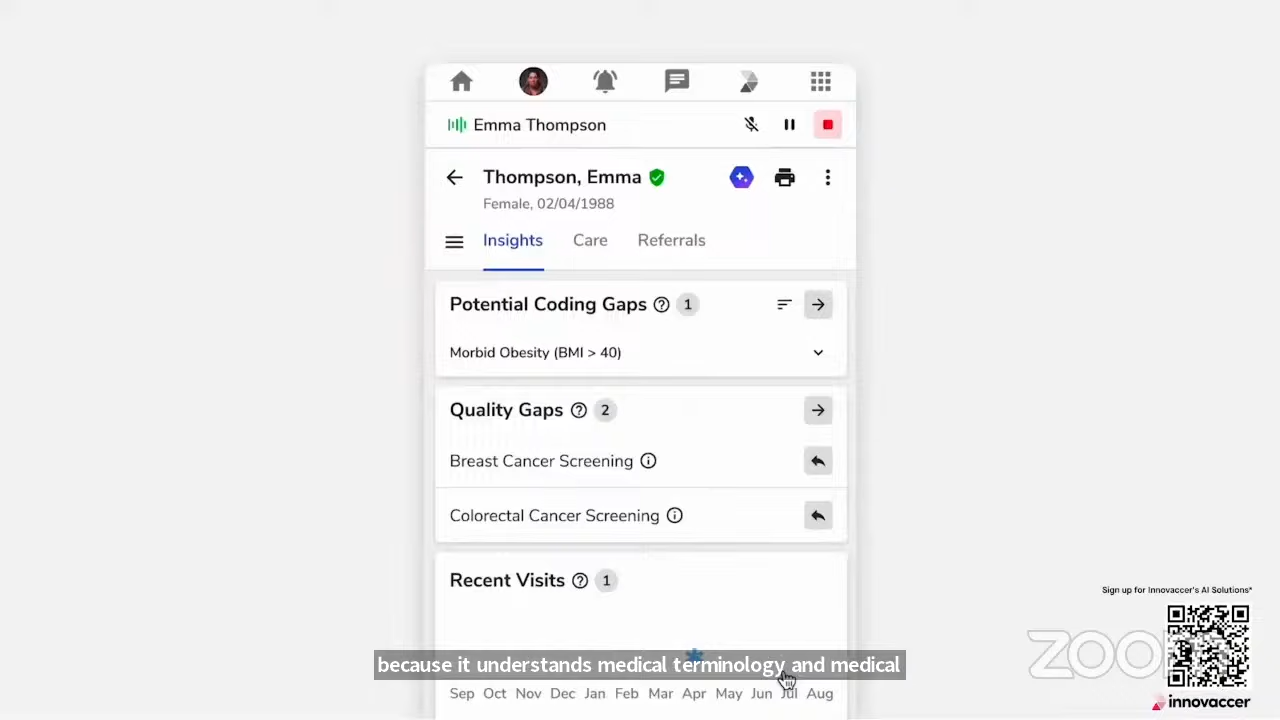 Emma Thompson
Thompson, Emma
Female, 02/04/1988
Insights Care Referrals
Potential Coding Gaps 1
Morbid Obesity (BMI > 40)
Quality Gaps 2
Breast Cancer Screening
Colorectal Cancer Screening
Recent Visits 1
because it understands medical terminology and medical
Sep Oct Nov Dec Jan Feb Mar Apr May Jun Jul Aug
Sign up for Innovaccer's AI Solutions*
zoom
innovaccer